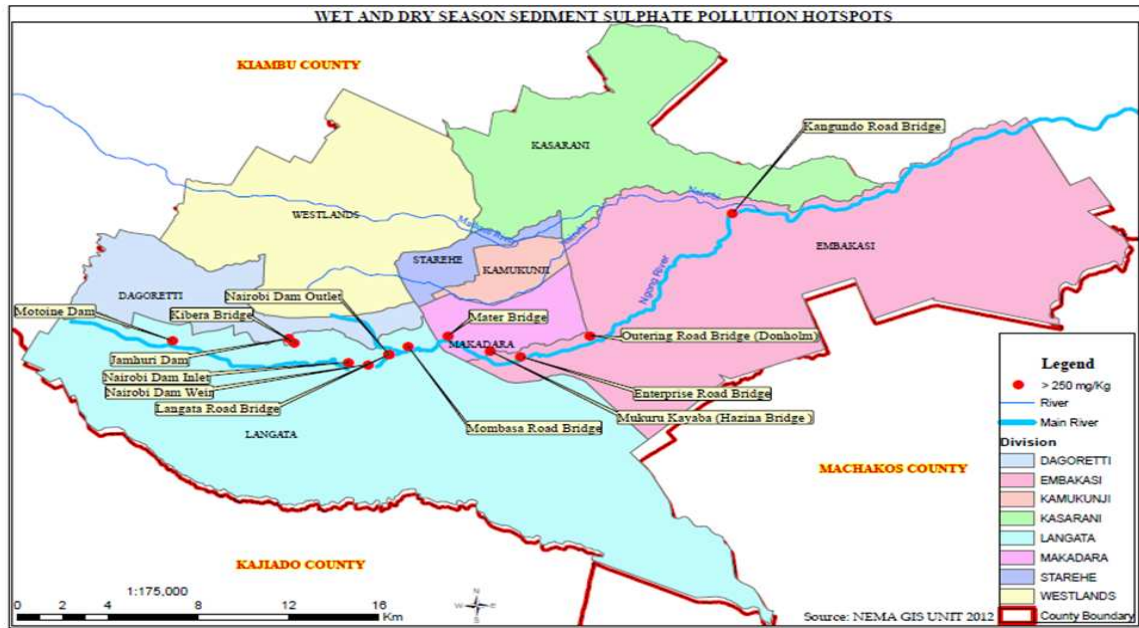 WET AND DRY SEASON SEDIMENT SULPHATE POLLUTION HOTSPOTS
KIAMBU COUNTY
Kangundo Road Bridge
KASARANI
WESTLANDS
Nairobi
EMBAKASI
STAREHE
KAMUKUNJI
Ngong River
DAGORETTI
Nairobi Dam Outlet
Motoine Dam
Kibera Bridge
Mater Bridge
MAKADARA
Outering Road Bridge (Donholm)
Jamhuri Dam
Nairobi Dam Inlet
Nairobi Dam Wein
Langata Road Bridge
Enterprise Road Bridge
Mukuru Kayaba (Hazina Bridge )
Mombasa Road Bridge
LANGATA
MACHAKOS COUNTY
KAJIADO COUNTY
Legend
> 250 mg/Kg
River
Main River
Division
DAGORETTI
EMBAKASI
KAMUKUNJI
KASARANI
LANGATA
MAKADARA
STAREHE
WESTLANDS
County Boundary
1:175,000
0 2 4 8 12 16
Km
N
W E
S
Source: NEMA GIS UNIT 2012